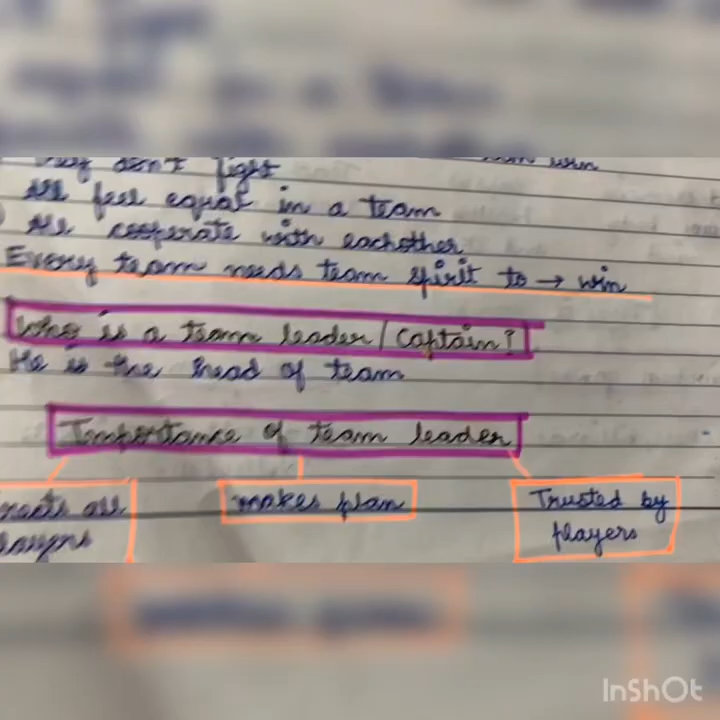 They don't fight
win
All feel equal in a team
We cooperate with eachother
Every team needs team spirit to → win
Who is a team leader / Captain?
He is the head of team
Importance of team leader
makes plan
Trusted by
players
InShOt